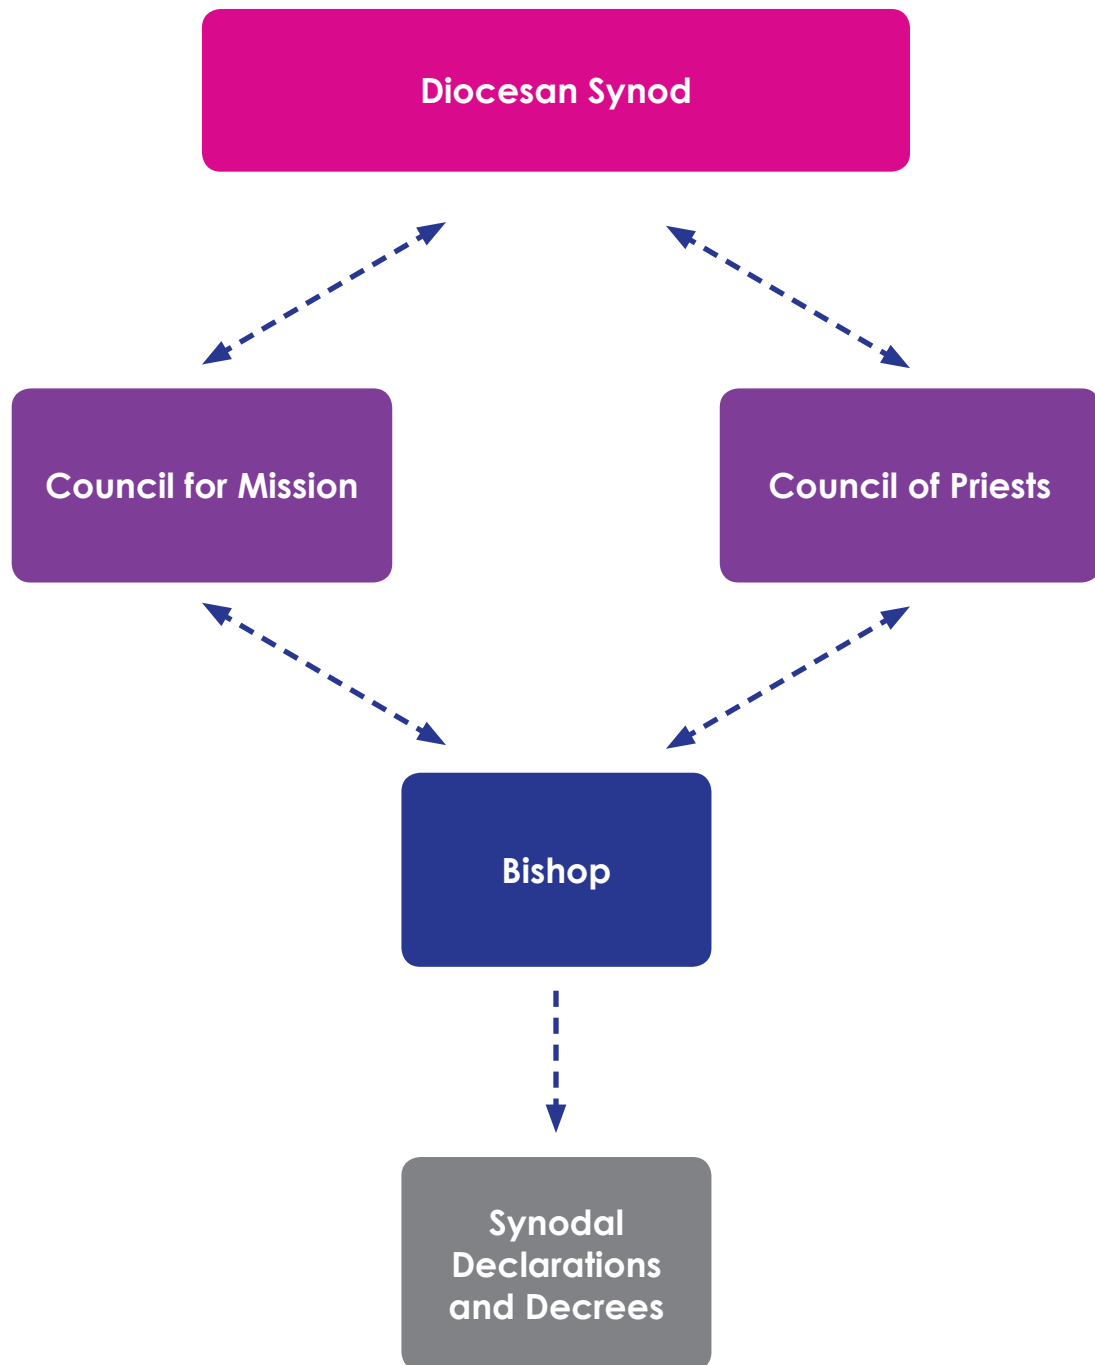 Diocesan Synod
Council for Mission
Council of Priests
Bishop
Synodal
Declarations
and Decrees